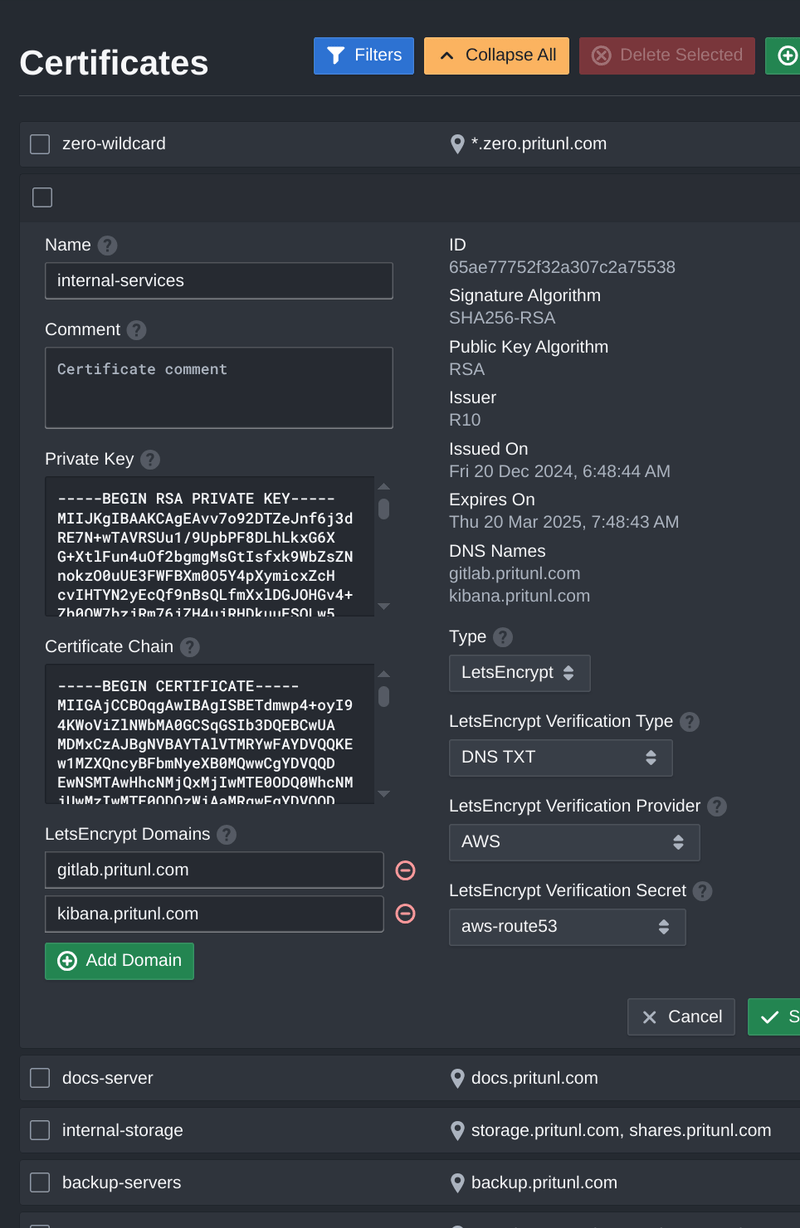 Certificates
Filters
Collapse All
Delete Selected
zero-wildcard
*.zero.pritunl.com
Name
internal-services
Comment
Certificate comment
Private Key
-----BEGIN RSA PRIVATE KEY-----
MIIJKgIBAAKCAgEAvv7o92DTZeJnf6j3d
RE7N+wTAVRSUu1/9UpbPF8DLhLkxG6X
G+XtlFun4uOf2bgmgMsGtIsfxk9WbZsZN
nokzO0uUE3FWFBXm0O5Y4pXymicxZcH
cvIHTYN2yEcQf9nBsQLfmXxlDGJOHGv4+
Certificate Chain
-----BEGIN CERTIFICATE-----
MIIGAjCCBOqgAwIBAgISBETdmwp4+oyI9
4KWoViZlNWbMA0GCSqGSIb3DQEBCwUA
MDMxCzAJBgNVBAYTAlVTMRYwFAYDVQQKE
w1MZXQncyBFbmNyeXB0MQwwCgYDVQQD
EwNSMTAwHhcNMjQxMjIwMTE0ODQ0WhcNM
LetsEncrypt Domains
gitlab.pritunl.com
kibana.pritunl.com
Add Domain
ID
65ae77752f32a307c2a75538
Signature Algorithm
SHA256-RSA
Public Key Algorithm
RSA
Issuer
R10
Issued On
Fri 20 Dec 2024, 6:48:44 AM
Expires On
Thu 20 Mar 2025, 7:48:43 AM
DNS Names
gitlab.pritunl.com
kibana.pritunl.com
Type
LetsEncrypt
LetsEncrypt Verification Type
DNS TXT
LetsEncrypt Verification Provider
AWS
LetsEncrypt Verification Secret
aws-route53
Cancel
docs-server
docs.pritunl.com
internal-storage
storage.pritunl.com, shares.pritunl.com
backup-servers
backup.pritunl.com